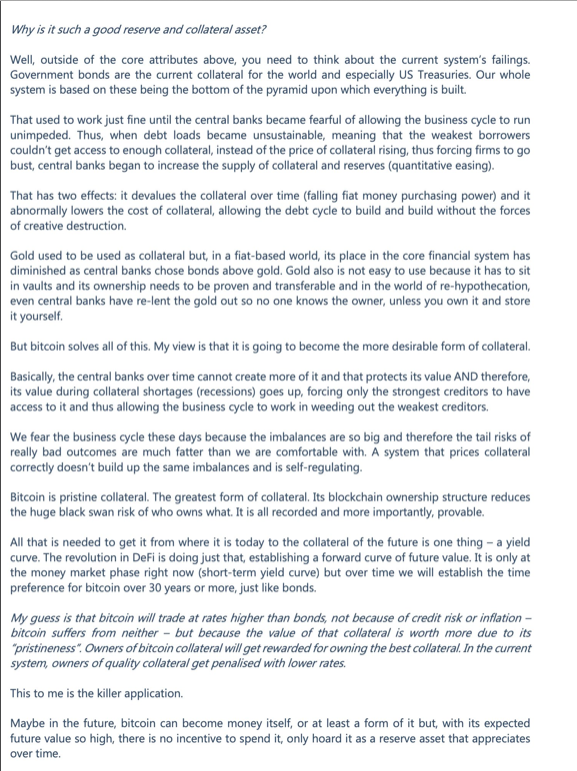 Why is it such a good reserve and collateral asset?
Well, outside of the core attributes above, you need to think about the current system's failings.
Government bonds are the current collateral for the world and especially US Treasuries. Our whole
system is based on these being the bottom of the pyramid upon which everything is built.
That used to work just fine until the central banks became fearful of allowing the business cycle to run
unimpeded. Thus, when debt loads became unsustainable, meaning that the weakest borrowers
couldn't get access to enough collateral, instead of the price of collateral rising, thus forcing firms to go
bust, central banks began to increase the supply of collateral and reserves (quantitative easing).
That has two effects: it devalues the collateral over time (falling fiat money purchasing power) and it
abnormally lowers the cost of collateral, allowing the debt cycle to build and build without the forces
of creative destruction.
Gold used to be used as collateral but, in a fiat-based world, its place in the core financial system has
diminished as central banks chose bonds above gold. Gold also is not easy to use because it has to sit
in vaults and its ownership needs to be proven and transferable and in the world of re-hypothecation,
even central banks have re-lent the gold out so no one knows the owner, unless you own it and store
it yourself.
But bitcoin solves all of this. My view is that it is going to become the more desirable form of collateral.
Basically, the central banks over time cannot create more of it and that protects its value AND therefore,
its value during collateral shortages (recessions) goes up, forcing only the strongest creditors to have
access to it and thus allowing the business cycle to work in weeding out the weakest creditors.
We fear the business cycle these days because the imbalances are so big and therefore the tail risks of
really bad outcomes are much fatter than we are comfortable with. A system that prices collateral
correctly doesn't build up the same imbalances and is self-regulating.
Bitcoin is pristine collateral. The greatest form of collateral. Its blockchain ownership structure reduces
the huge black swan risk of who owns what. It is all recorded and more importantly, provable.
All that is needed to get it from where it is today to the collateral of the future is one thing – a yield
curve. The revolution in DeFi is doing just that, establishing a forward curve of future value. It is only at
the money market phase right now (short-term yield curve) but over time we will establish the time
preference for bitcoin over 30 years or more, just like bonds.
My guess is that bitcoin will trade at rates higher than bonds, not because of credit risk or inflation –
bitcoin suffers from neither – but because the value of that collateral is worth more due to its
"pristineness". Owners of bitcoin collateral will get rewarded for owning the best collateral. In the current
system, owners of quality collateral get penalised with lower rates.
This to me is the killer application.
Maybe in the future, bitcoin can become money itself, or at least a form of it but, with its expected
future value so high, there is no incentive to spend it, only hoard it as a reserve asset that appreciates
over time.